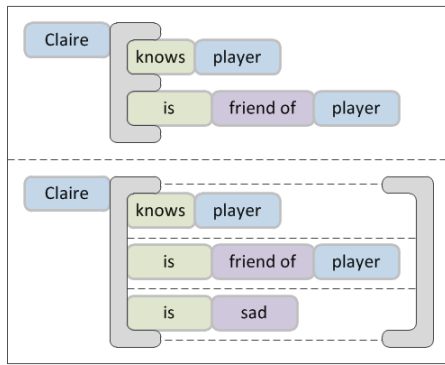 Claire
knows player
is friend of player
Claire
knows player
is friend of player
is sad